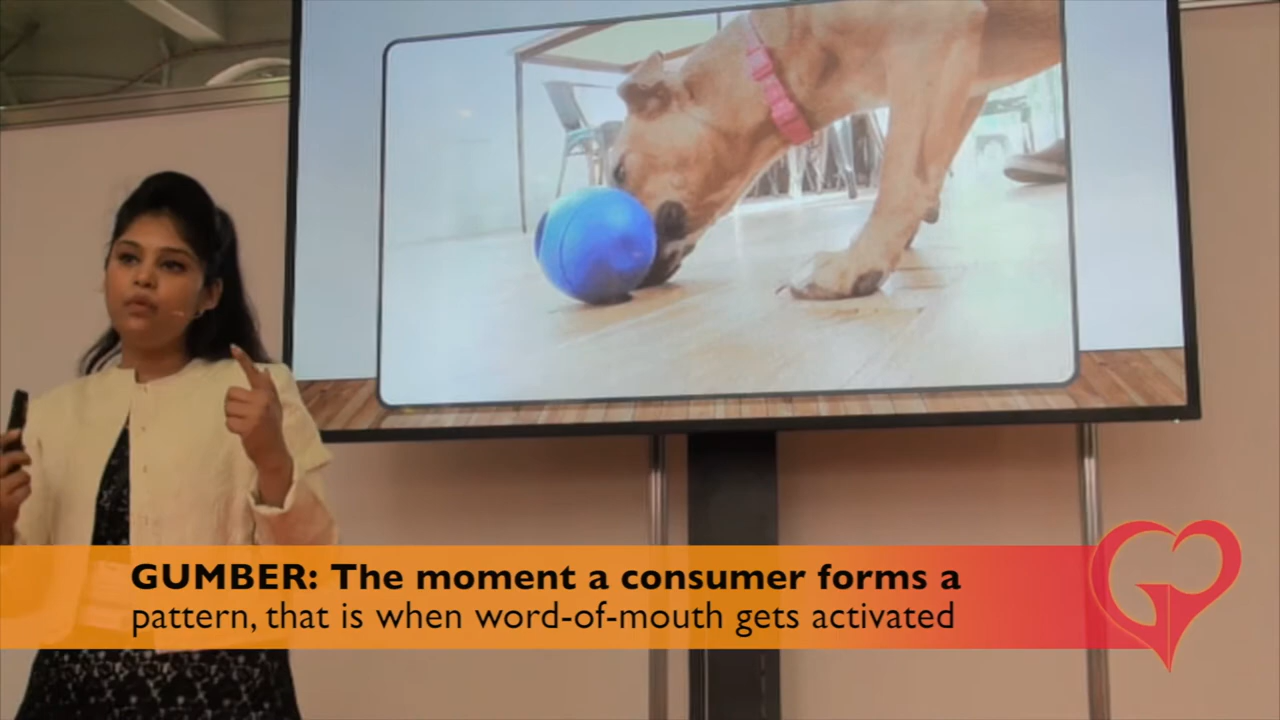 GUMBER: The moment a consumer forms a
pattern, that is when word-of-mouth gets activated